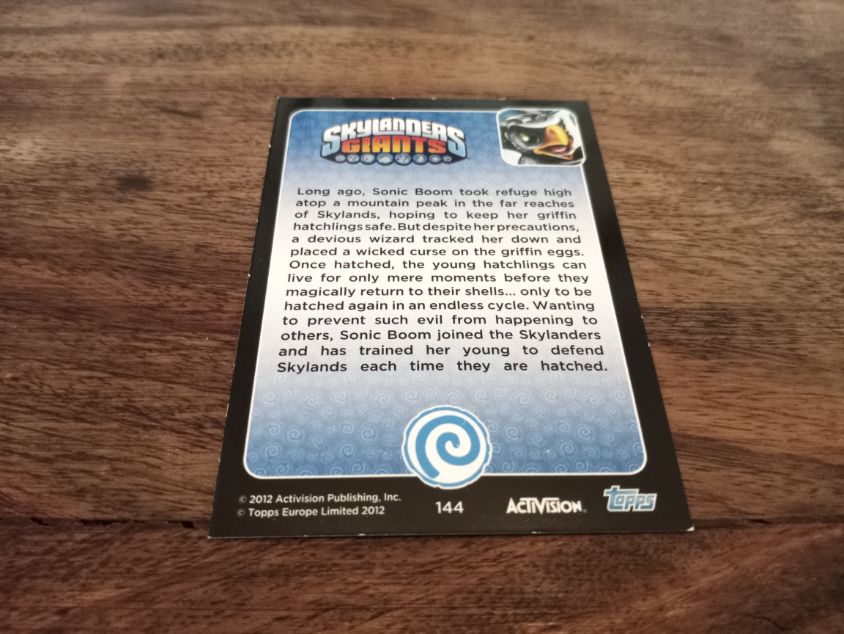 SKYLANDERS
GIANTS
Long ago, Sonic Boom took refuge high
atop a mountain peak in the far reaches
of Skylands, hoping to keep her griffin
hatchlings safe. But despite her precautions,
a devious wizard tracked her down and
placed a wicked curse on the griffin eggs.
Once hatched, the young hatchlings can
live for only mere moments before they
magically return to their shells... only to be
hatched again in an endless cycle. Wanting
to prevent such evil from happening to
others, Sonic Boom joined the Skylanders
and has trained her young to defend
Skylands each time they are hatched.
© 2012 Activision Publishing, Inc.
© Topps Europe Limited 2012
144
ACTIVISION.
topps